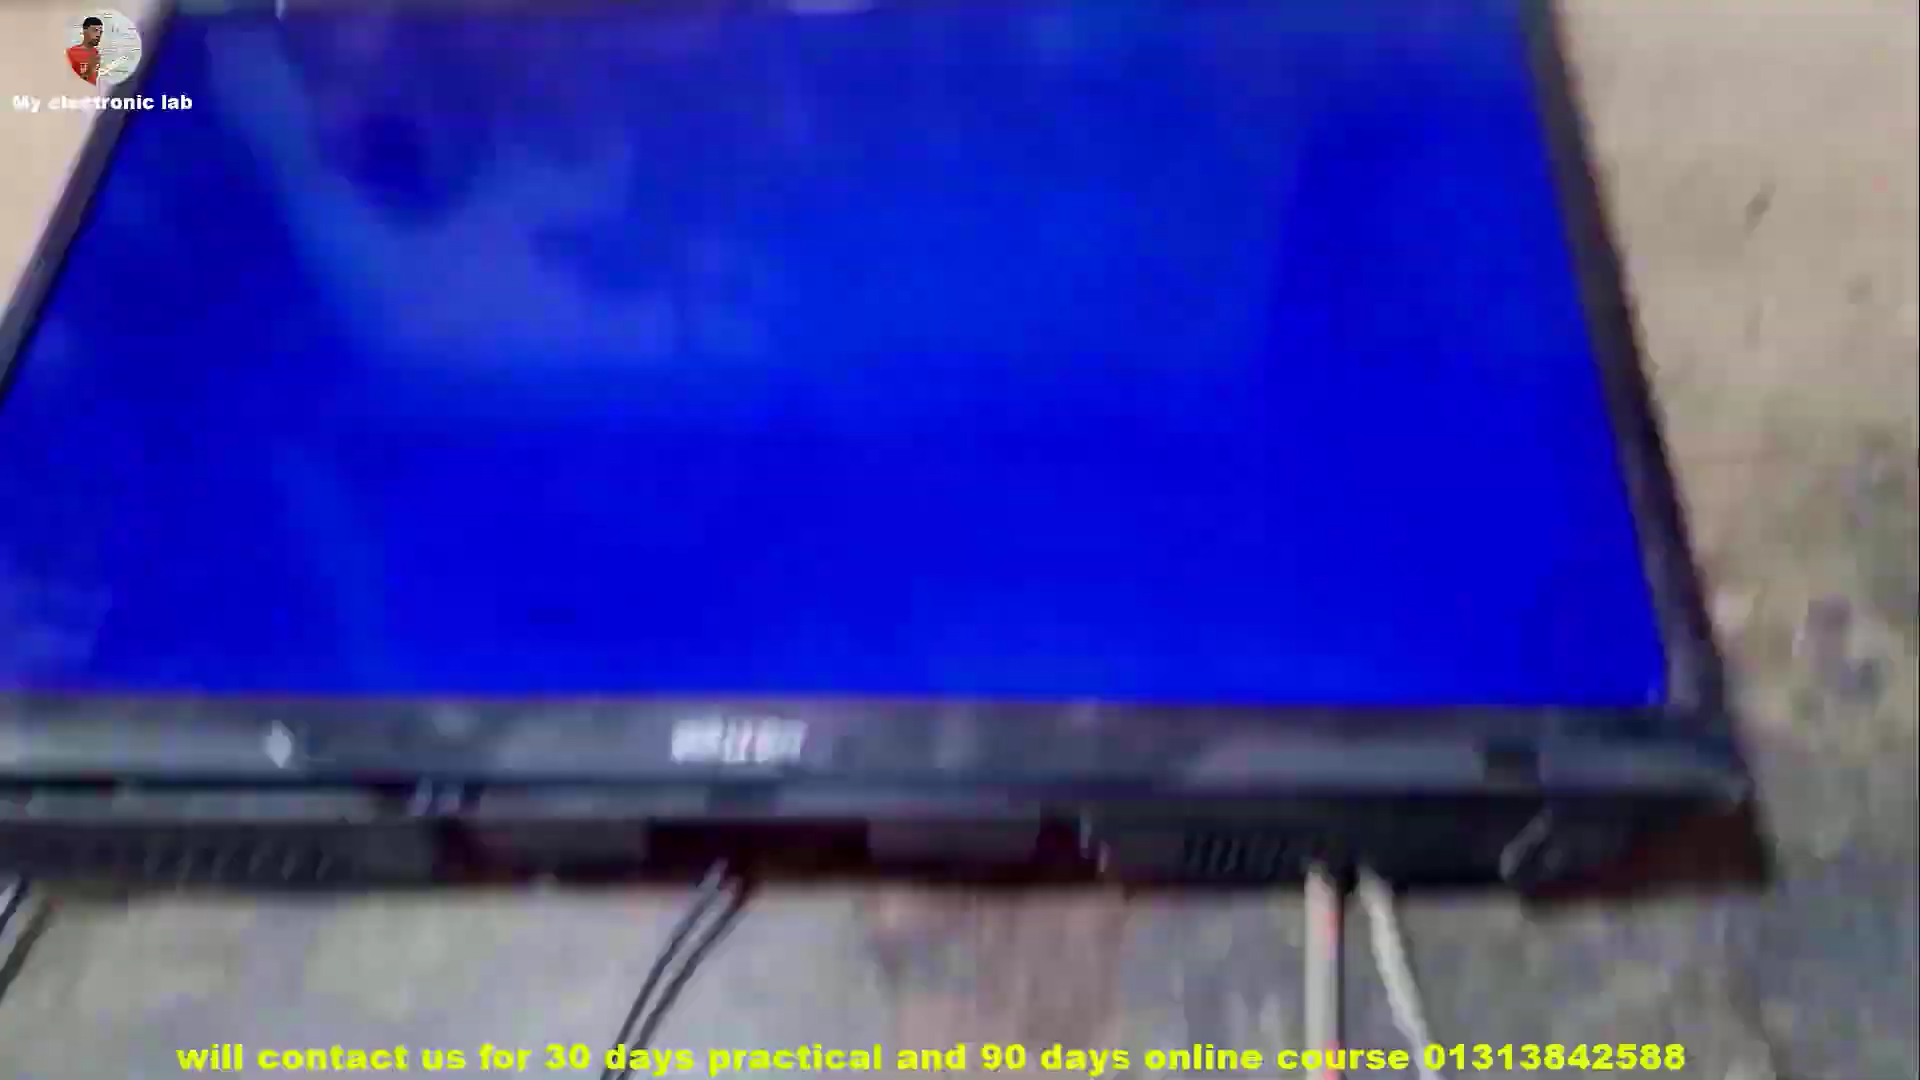 My electronic lab
will contact us for 30 days practical and 90 days online course 01313842588